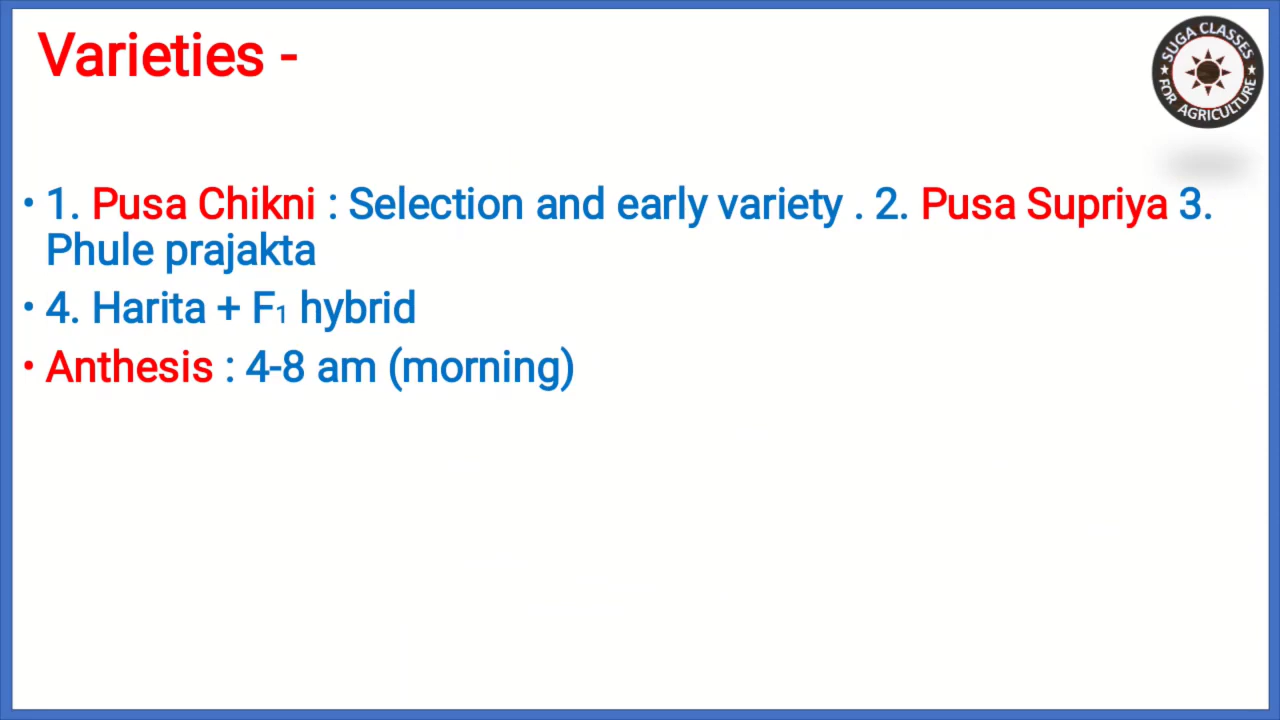 Varieties -
SUGA CLASSES
FOR AGRICULTURE
• 1. Pusa Chikni : Selection and early variety . 2. Pusa Supriya 3.
Phule prajakta
• 4. Harita + F₁ hybrid
• Anthesis : 4-8 am (morning)